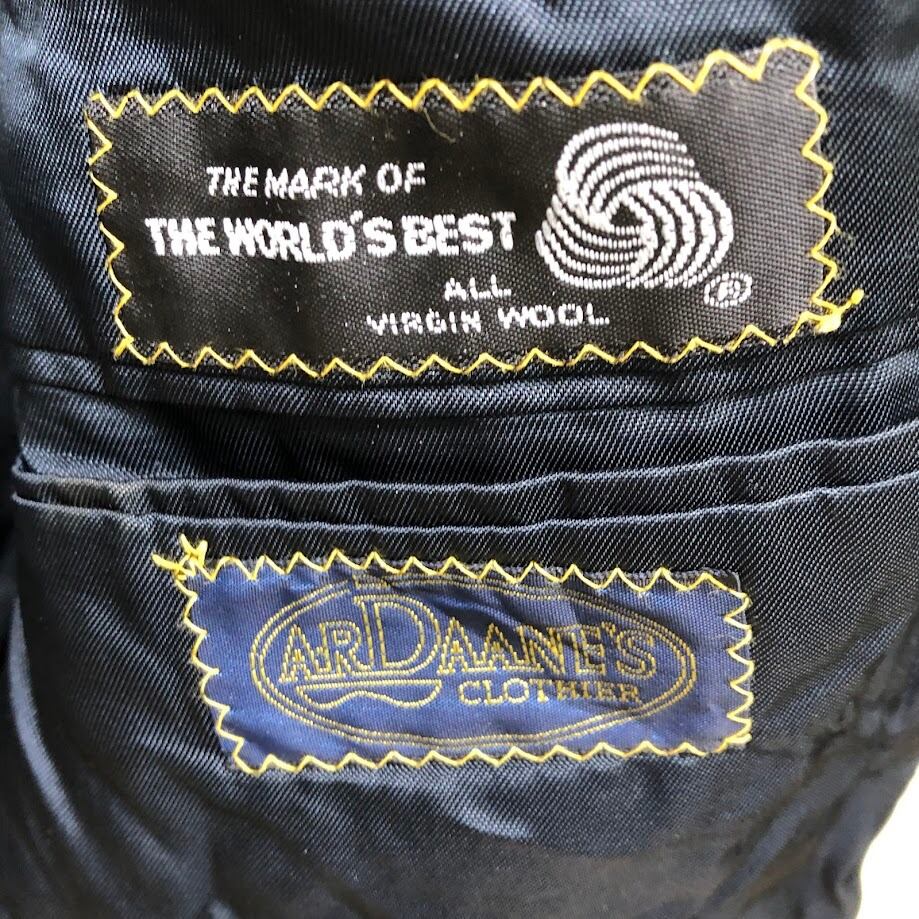 THE MARK OF
THE WORLD'S BEST
ALL
VIRGIN WOOL
®
ARDAANE'S
CLOTHIER